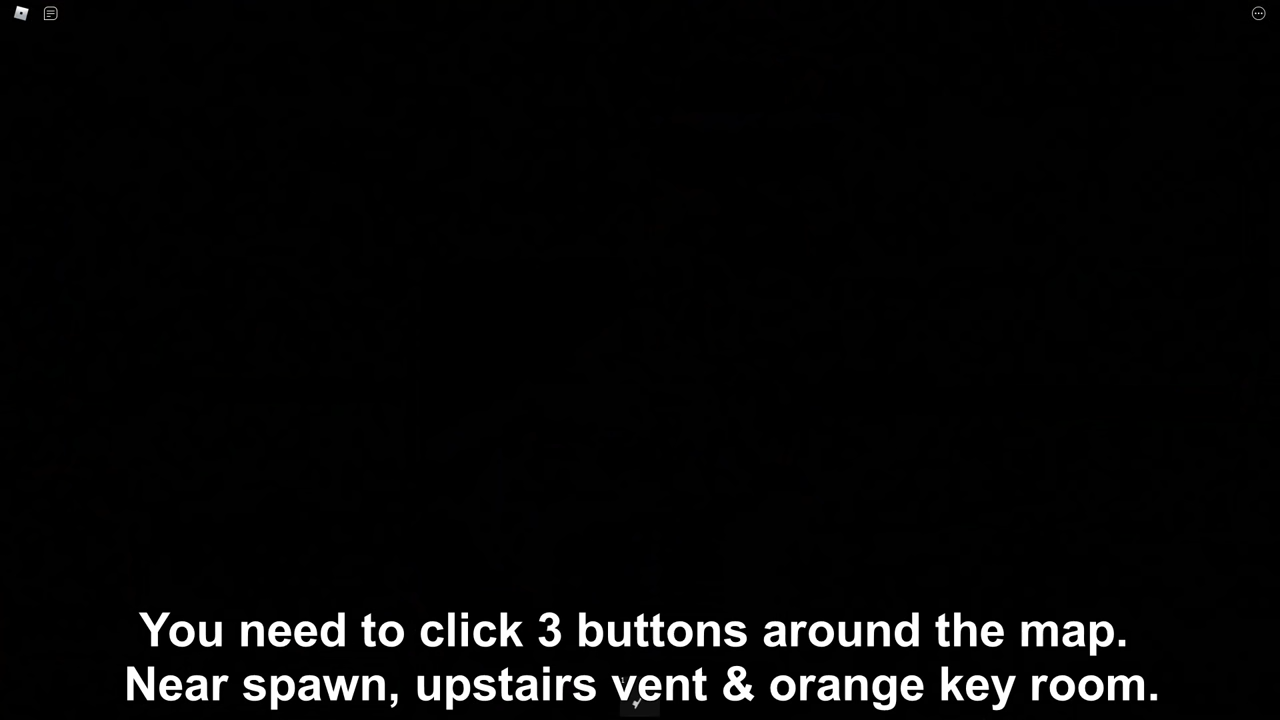 You need to click 3 buttons around the map.
Near spawn, upstairs vent & orange key room.